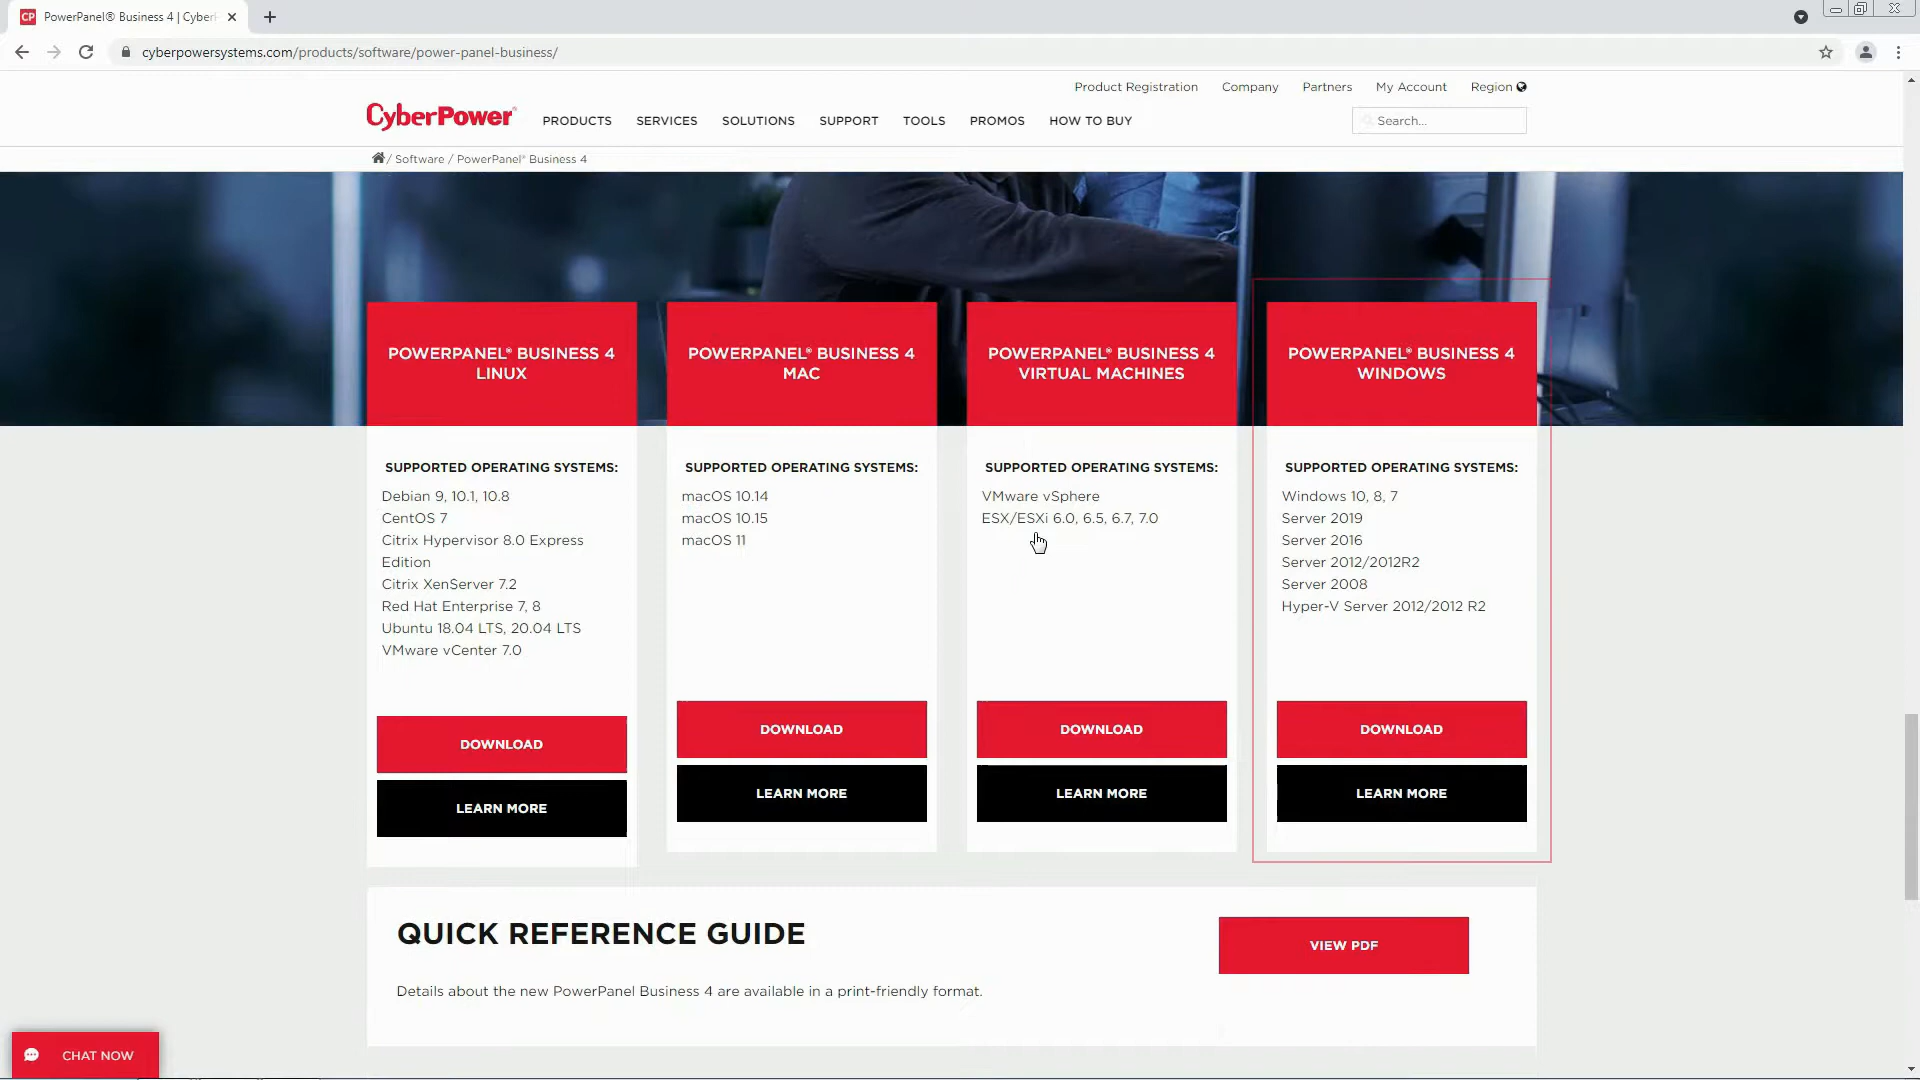 CP PowerPanel® Business 4 | Cyber
cyberpowersystems.com/products/software/power-panel-business/
Product Registration Company Partners My Account Region
CyberPower® PRODUCTS SERVICES SOLUTIONS SUPPORT TOOLS PROMOS HOW TO BUY Search...
/ Software / PowerPanel® Business 4
POWERPANEL® BUSINESS 4
LINUX
SUPPORTED OPERATING SYSTEMS:
Debian 9, 10.1, 10.8
CentOS 7
Citrix Hypervisor 8.0 Express
Edition
Citrix XenServer 7.2
Red Hat Enterprise 7, 8
Ubuntu 18.04 LTS, 20.04 LTS
VMware vCenter 7.0
DOWNLOAD
LEARN MORE
POWERPANEL® BUSINESS 4
MAC
SUPPORTED OPERATING SYSTEMS:
macOS 10.14
macOS 10.15
macOS 11
DOWNLOAD
LEARN MORE
POWERPANEL® BUSINESS 4
VIRTUAL MACHINES
SUPPORTED OPERATING SYSTEMS:
VMware vSphere
ESX/ESXi 6.0, 6.5, 6.7, 7.0
DOWNLOAD
LEARN MORE
POWERPANEL® BUSINESS 4
WINDOWS
SUPPORTED OPERATING SYSTEMS:
Windows 10, 8, 7
Server 2019
Server 2016
Server 2012/2012R2
Server 2008
Hyper-V Server 2012/2012 R2
DOWNLOAD
LEARN MORE
QUICK REFERENCE GUIDE
VIEW PDF
Details about the new PowerPanel Business 4 are available in a print-friendly format.
CHAT NOW